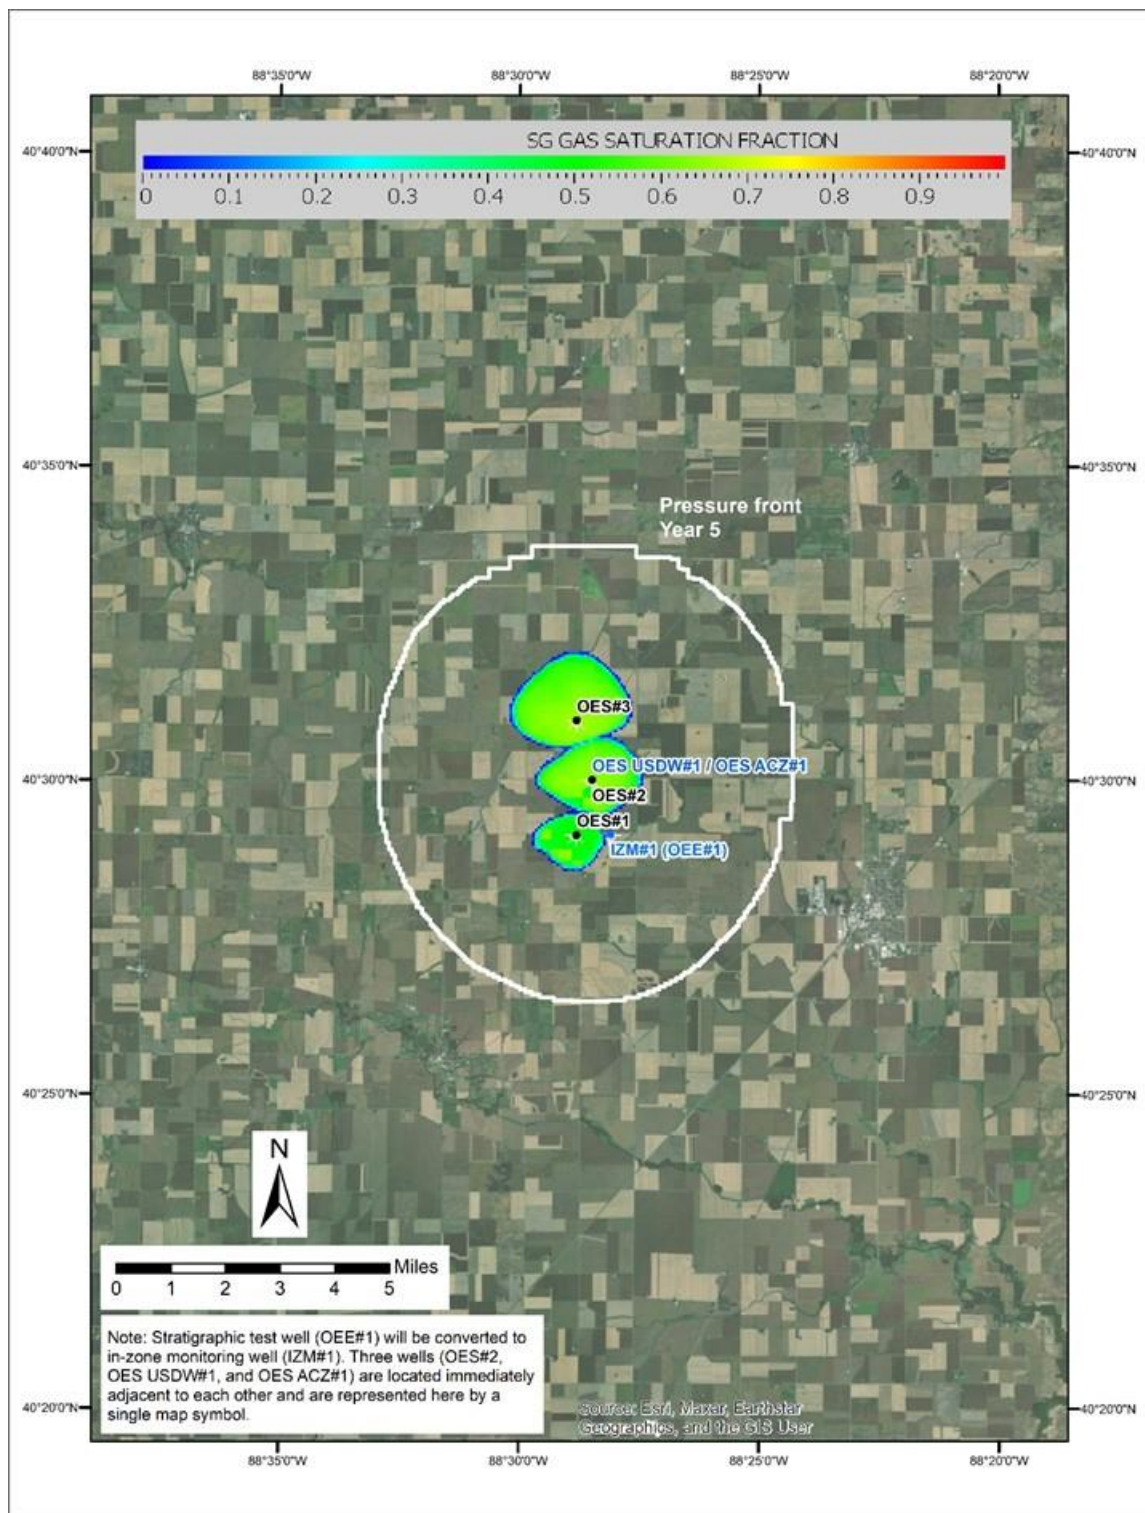 88°35'0"W 88°30'0"W 88°25'0"W 88°20'0"W
SG GAS SATURATION FRACTION
0 0.1 0.2 0.3 0.4 0.5 0.6 0.7 0.8 0.9
40°40'0"N 40°40'0"N
40°35'0"N 40°35'0"N
Pressure front
Year 5
OES#3
OES USDW#1 / OES ACZ#1
40°30'0"N 40°30'0"N
OES#2
OES#1
IZM#1 (OEE#1)
40°25'0"N 40°25'0"N
N
Miles
0 1 2 3 4 5
Note: Stratigraphic test well (OEE#1) will be converted to
in-zone monitoring well (IZM#1). Three wells (OES#2,
OES USDW#1, and OES ACZ#1) are located immediately
adjacent to each other and are represented here by a
single map symbol.
40°20'0"N 40°20'0"N
Source: Esri, Maxar, Earthstar
Geographics, and the GIS User
88°35'0"W 88°30'0"W 88°25'0"W 88°20'0"W